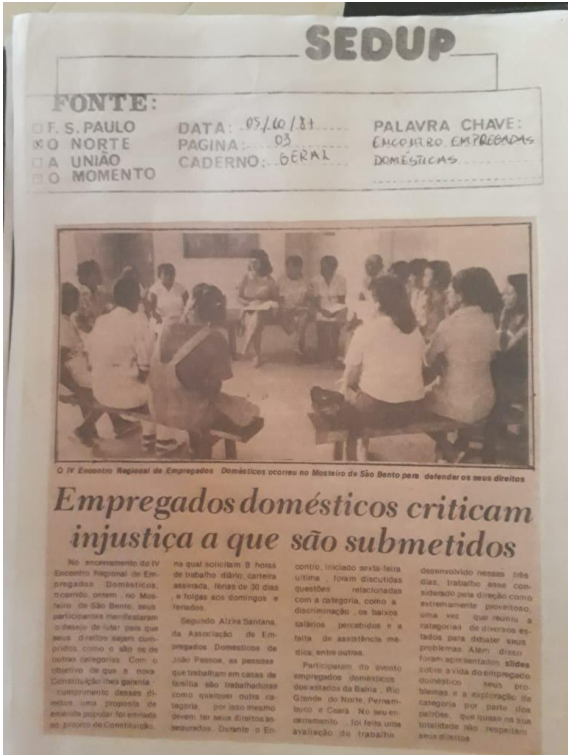 SEDUP
FONTE:
F. S. PAULO
O NORTE
A UNIÃO
O MOMENTO
DATA: 05/10/87
PAGINA: 03
CADERNO: GERAL
PALAVRA CHAVE:
ENCONTRO EMPREGADAS
DOMÉSTICAS
O IV Encontro Regional de Empregados Domésticos ocorreu no Mosteiro de São Bento para defender os seus direitos
Empregados domésticos criticam
injustiça a que são submetidos
No encerramento do IV
Encontro Regional de Em-
pregados Domésticos,
ocorrido, ontem, no Mos-
teiro de São Bento, seus
participantes manifestaram
o desejo de lutar para que
seus direitos sejam cum-
pridos, como o são os de
outras categorias. Com o
objetivo de que a nova
Constituição lhes garanta
cumprimento desses di-
reitos, uma proposta de
emenda popular foi enviada
ao projeto de Constituição,
na qual solicitam 8 horas
de trabalho diário, carteira
assinada, férias de 30 dias
e folgas aos domingos e
feriados.
Segundo Alzira Santana,
da Associação de Em-
pregados Domésticos de
João Pessoa, as pessoas
que trabalham em casas de
família são trabalhadoras
como qualquer outra ca-
tegoria, por isso mesmo
devem ter seus direitos as-
segurados. Durante o En-
contro, iniciado sexta-feira
última, foram discutidas
questões relacionadas
com a categoria, como a
discriminação, os baixos
salários percebidos e a
falta de assistência mé-
dica, entre outros.
Participaram do evento
empregados domésticos
dos estados da Bahia, Rio
Grande do Norte, Pernam-
buco e Ceará. No seu en-
cerramento, foi feita uma
avaliação do trabalho
desenvolvido nesses três
dias, trabalho esse con-
siderado pela direção como
extremamente proveitoso,
uma vez que reuniu a
categorias de diversos es-
tados para debater seus
problemas. Além disso,
foram apresentados slides
sobre a vida do empregado
doméstico, seus pro-
blemas e a exploração da
categoria por parte dos
patrões, que quase na sua
totalidade não respeitam
seus direitos.